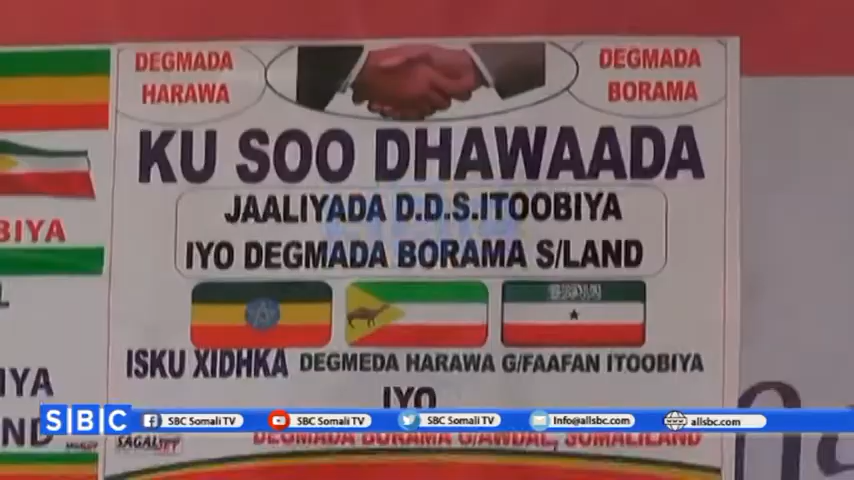 DEGMADA
HARAWA
DEGMADA
BORAMA
KU SOO DHAWAADA
JAALIYADA D.D.S.ITOOBIYA
IYO DEGMADA BORAMA S/LAND
ISKU XIDHKA DEGMEDA HARAWA G/FAAFAN ITOOBIYA
IYO
DEGMADA BORAMA G/AWDAL, SOMALILAND
BIYA
IYA
ND
SBC
SBC Somali TV
SBC Somali TV
SBC Somali TV
Info@allsbc.com
allsbc.com